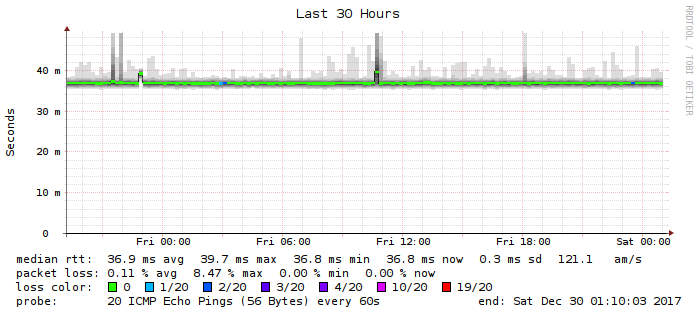 Last 30 Hours
RRDTOOL / TOBI OETIKER
Seconds
40 m
30 m
20 m
10 m
0
Fri 00:00 Fri 06:00 Fri 12:00 Fri 18:00 Sat 00:00
median rtt: 36.9 ms avg 39.7 ms max 36.8 ms min 36.8 ms now 0.3 ms sd 121.1 am/s
packet loss: 0.11 % avg 8.47 % max 0.00 % min 0.00 % now
loss color: 0 1/20 2/20 3/20 4/20 10/20 19/20
probe: 20 ICMP Echo Pings (56 Bytes) every 60s end: Sat Dec 30 01:10:03 2017